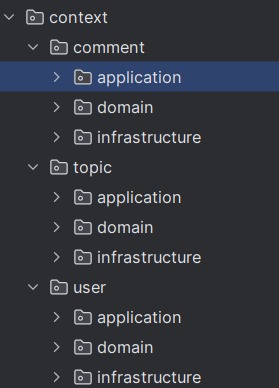 context
comment
application
domain
infrastructure
topic
application
domain
infrastructure
user
application
domain
infrastructure